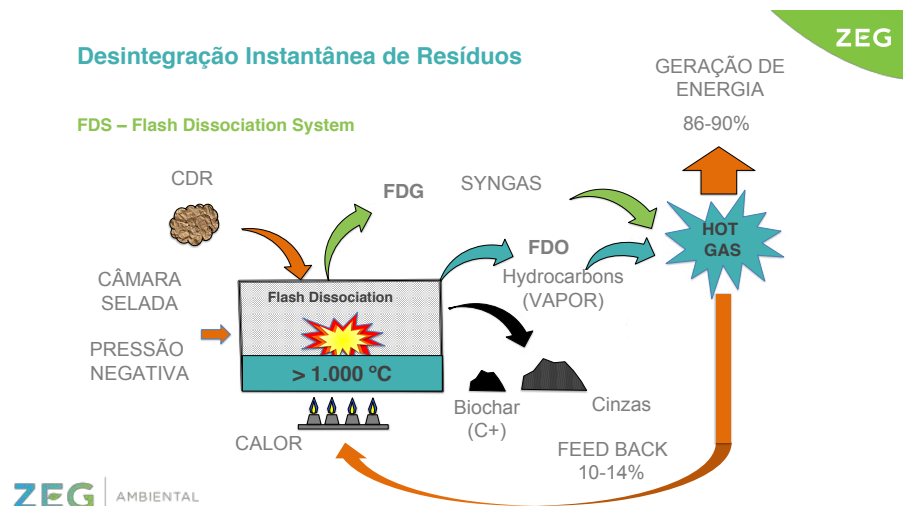 ZEG
Desintegração Instantânea de Resíduos
GERAÇÃO DE
ENERGIA
86-90%
FDS – Flash Dissociation System
CDR
FDG
SYNGAS
HOT
GAS
FDO
Hydrocarbons
(VAPOR)
CÂMARA
SELADA
Flash Dissociation
PRESSÃO
NEGATIVA
> 1.000 ºC
Biochar
(C+)
Cinzas
CALOR
FEED BACK
10-14%
ZEG
AMBIENTAL